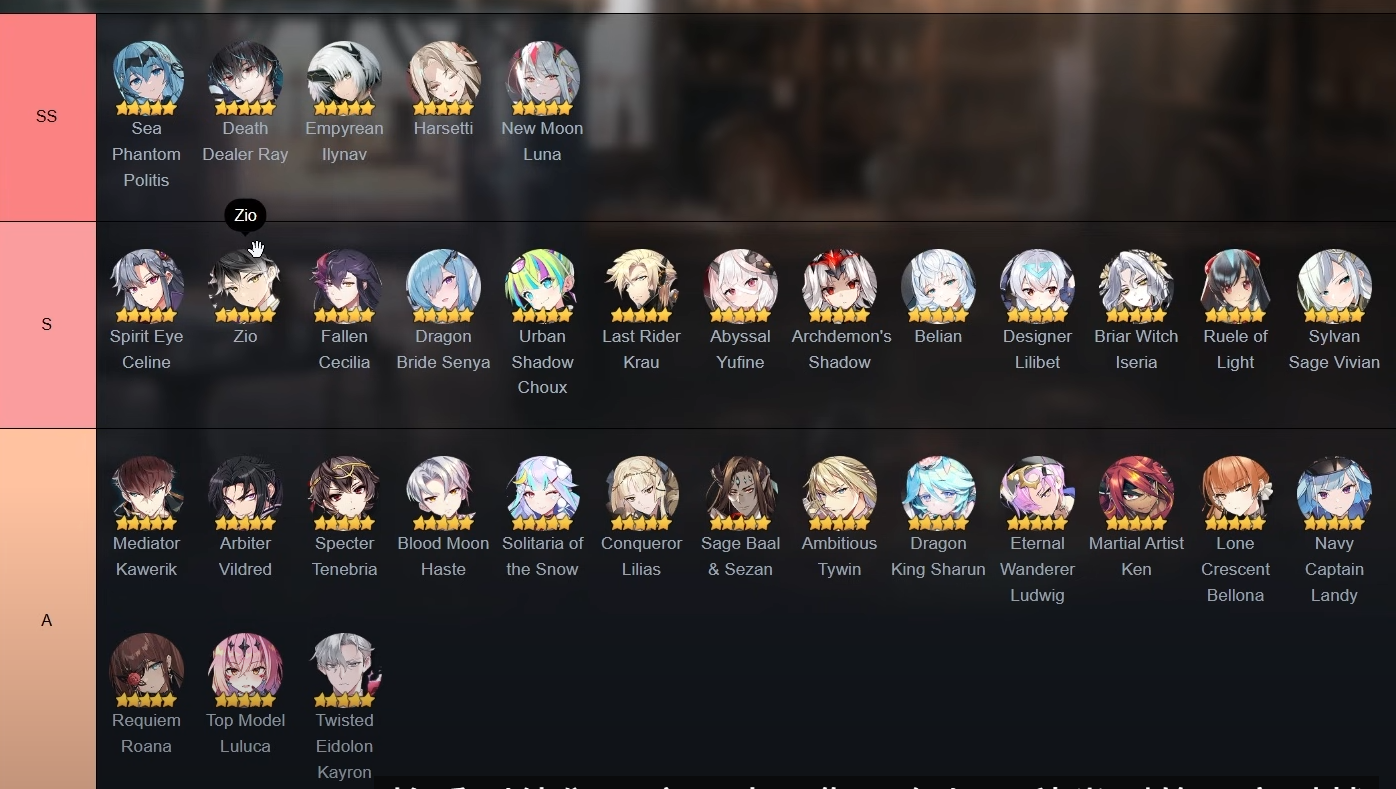 SS
Sea Phantom Politis
Death Dealer Ray
Empyrean Ilynav
Harsetti
New Moon Luna
Zio
S
Spirit Eye Celine
Zio
Fallen Cecilia
Dragon Bride Senya
Urban Shadow Choux
Last Rider Krau
Abyssal Yufine
Archdemon's Shadow
Belian
Designer Lilibet
Briar Witch Iseria
Ruele of Light
Sylvan Sage Vivian
A
Mediator Kawerik
Arbiter Vildred
Specter Tenebria
Blood Moon Haste
Solitaria of the Snow
Conqueror Lilias
Sage Baal & Sezan
Ambitious Tywin
Dragon King Sharun
Eternal Wanderer Ludwig
Martial Artist Ken
Lone Crescent Bellona
Navy Captain Landy
Requiem Roana
Top Model Luluca
Twisted Eidolon Kayron